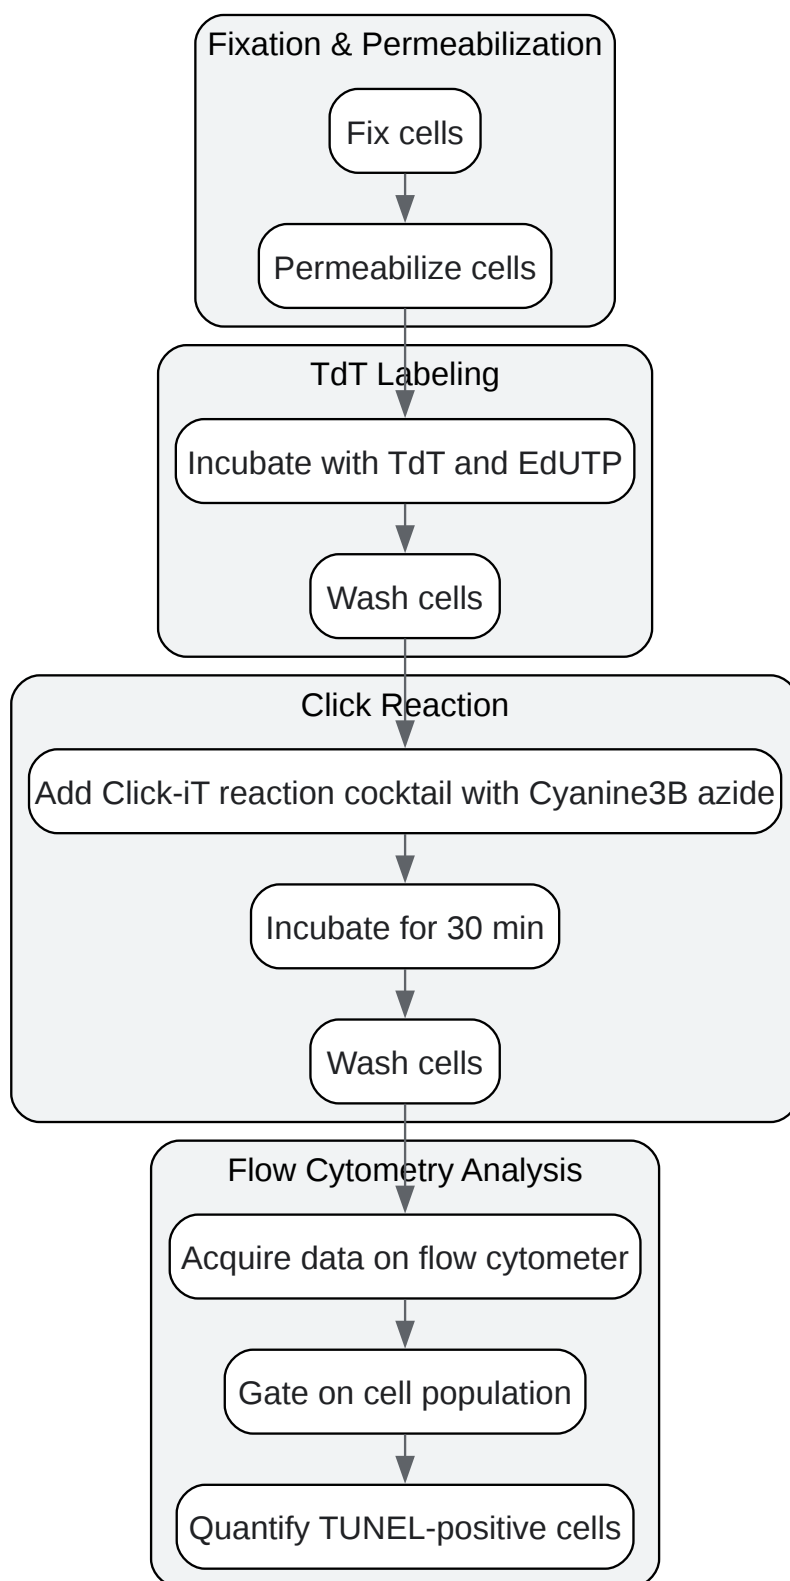 Fixation & Permeabilization
Fix cells
Permeabilize cells
TdT Labeling
Incubate with TdT and EdUTP
Wash cells
Click Reaction
Add Click-iT reaction cocktail with Cyanine3B azide
Incubate for 30 min
Wash cells
Flow Cytometry Analysis
Acquire data on flow cytometer
Gate on cell population
Quantify TUNEL-positive cells